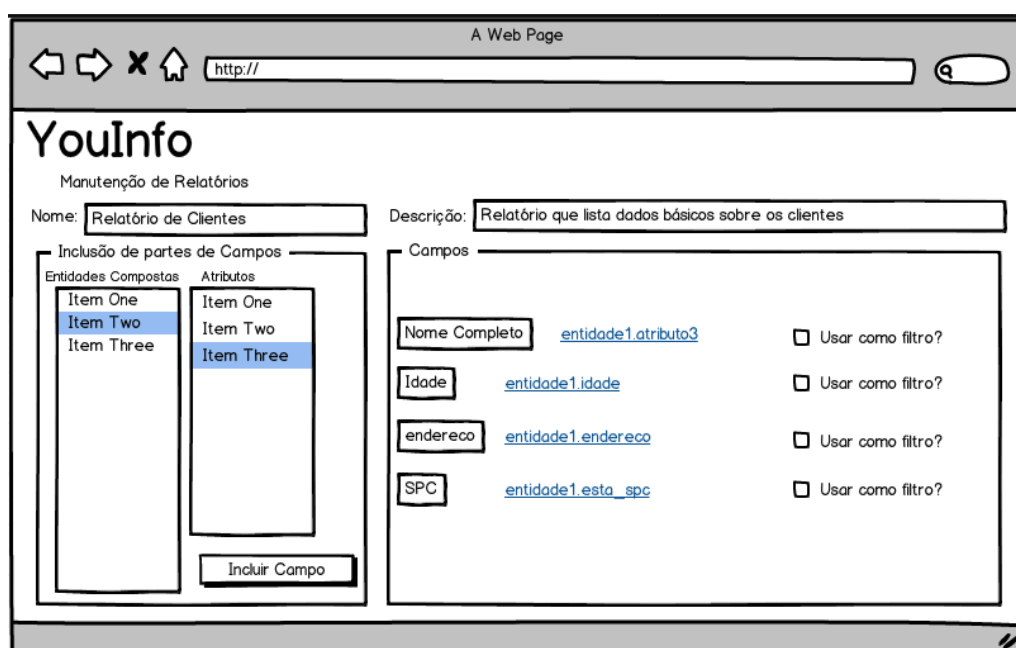 A Web Page
http://
YouInfo
Manutenção de Relatórios
Nome: Relatório de Clientes
Descrição: Relatório que lista dados básicos sobre os clientes
Inclusão de partes de Campos
Entidades Compostas
Item One
Item Two
Item Three
Atributos
Item One
Item Two
Item Three
Incluir Campo
Campos
Nome Completo entidade1.atributo3 Usar como filtro?
Idade entidade1.idade Usar como filtro?
endereco entidade1.endereco Usar como filtro?
SPC entidade1.esta_spc Usar como filtro?